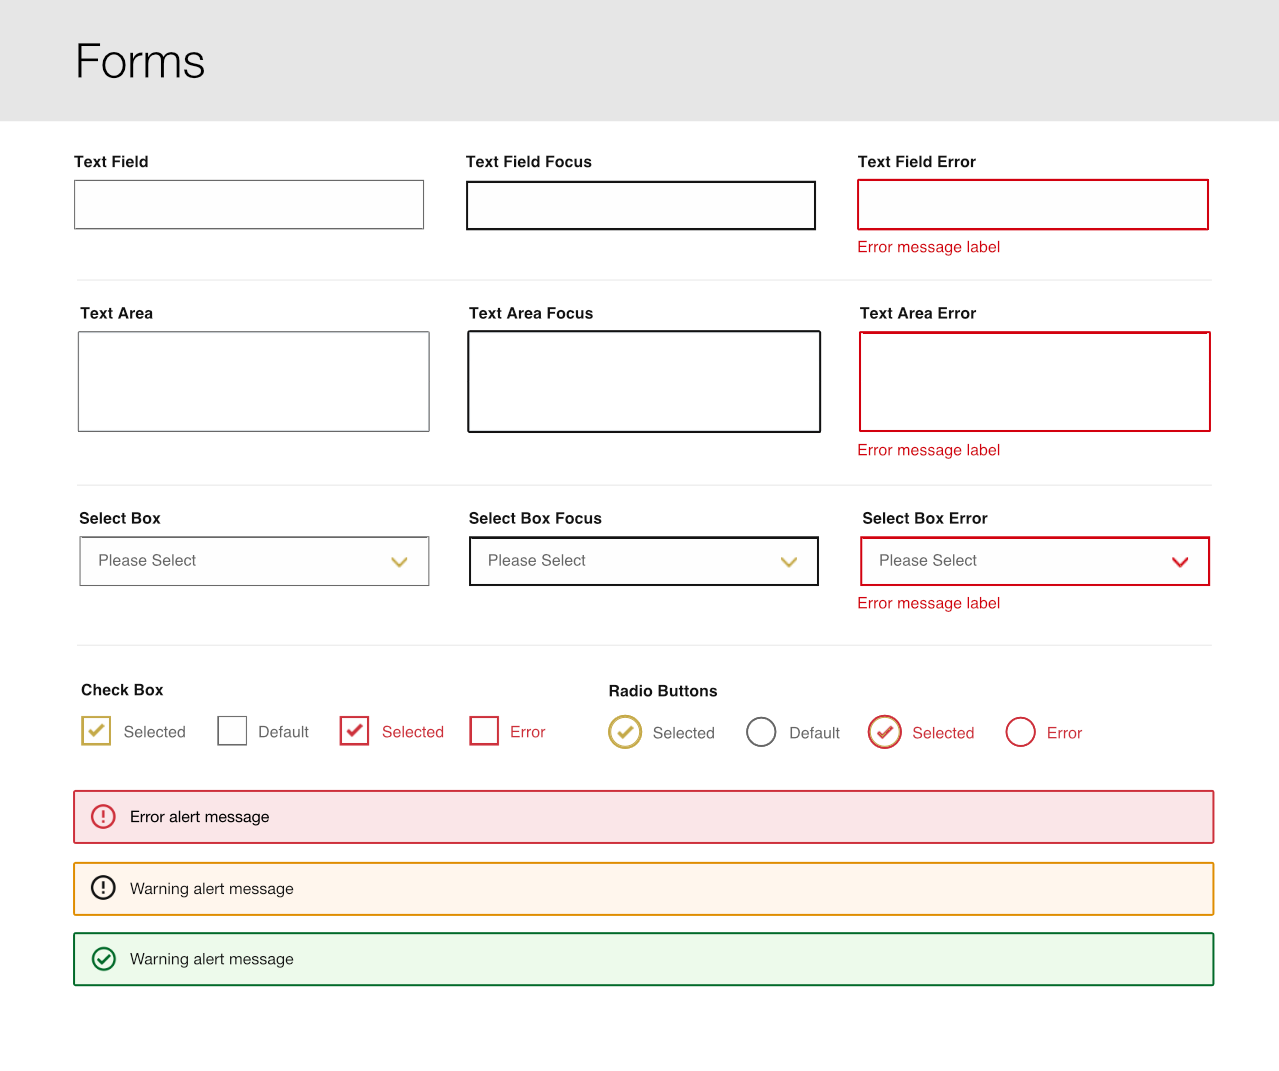 Forms
Text Field
Text Field Focus
Text Field Error
Error message label
Text Area
Text Area Focus
Text Area Error
Error message label
Select Box
Select Box Focus
Select Box Error
Please Select
Please Select
Please Select
Error message label
Check Box
Radio Buttons
Selected
Default
Selected
Error
Selected
Default
Selected
Error
Error alert message
Warning alert message
Warning alert message